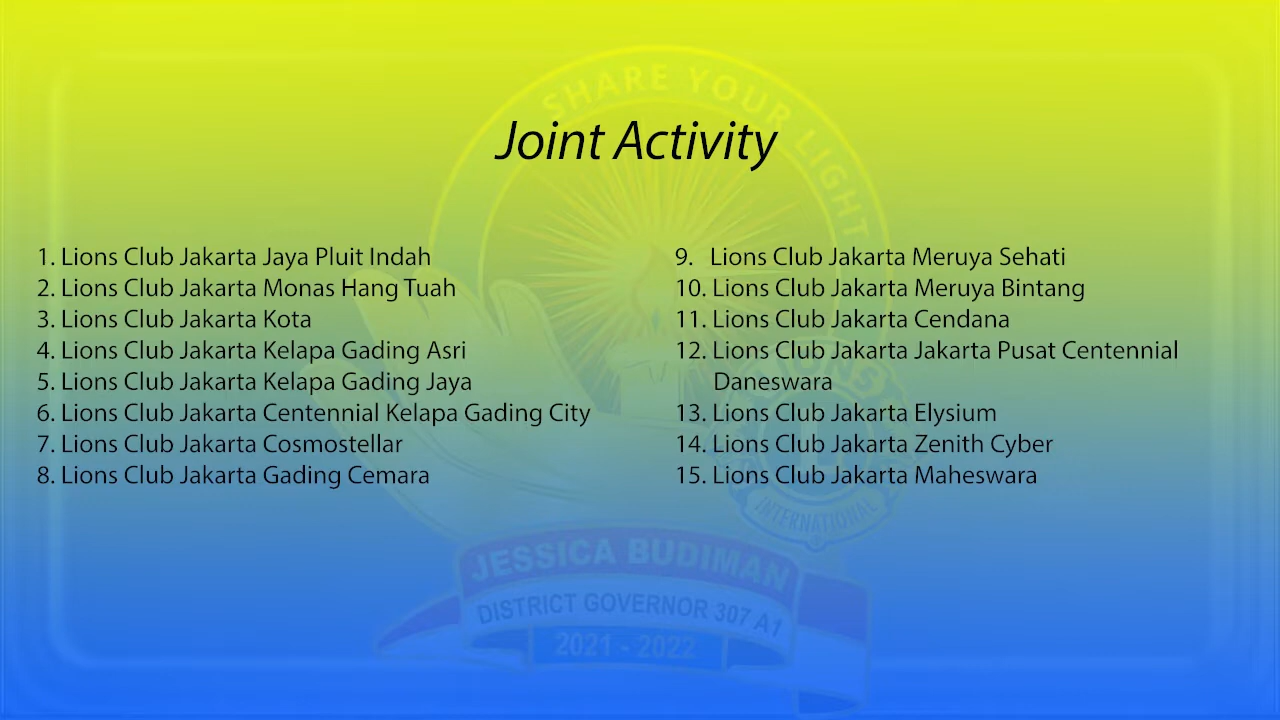 SHARE YOUR LIGHT
Joint Activity
1. Lions Club Jakarta Jaya Pluit Indah
2. Lions Club Jakarta Monas Hang Tuah
3. Lions Club Jakarta Kota
4. Lions Club Jakarta Kelapa Gading Asri
5. Lions Club Jakarta Kelapa Gading Jaya
6. Lions Club Jakarta Centennial Kelapa Gading City
7. Lions Club Jakarta Cosmostellar
8. Lions Club Jakarta Gading Cemara
9. Lions Club Jakarta Meruya Sehati
10. Lions Club Jakarta Meruya Bintang
11. Lions Club Jakarta Cendana
12. Lions Club Jakarta Jakarta Pusat Centennial
Daneswara
13. Lions Club Jakarta Elysium
14. Lions Club Jakarta Zenith Cyber
15. Lions Club Jakarta Maheswara
LIONS
L
INTERNATIONAL
JESSICA BUDIMAN
DISTRICT GOVERNOR 307 A1
2021 - 2022